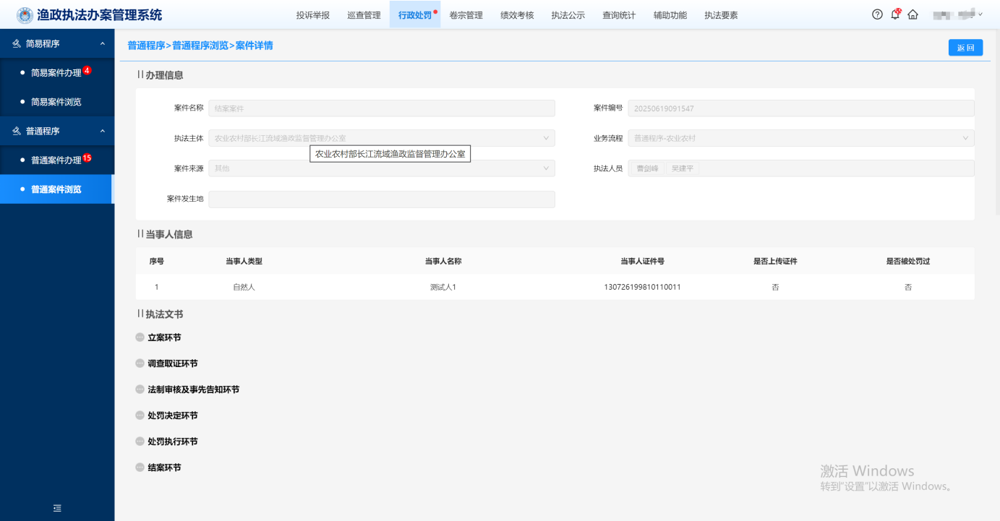 渔政执法办案管理系统
投诉举报 巡查管理 行政处罚 卷宗管理 绩效考核 执法公示 查询统计 辅助功能 执法要素
简易程序
简易案件办理 4
简易案件浏览
普通程序
普通案件办理 15
普通案件浏览
普通程序>普通程序浏览>案件详情
返回
办理信息
案件名称 结案案件 案件编号 20250619091547
执法主体 农业农村部长江流域渔政监督管理办公室 业务流程 普通程序-农业农村
农业农村部长江流域渔政监督管理办公室
案件来源 其他 执法人员 曹剑峰 吴建平
案件发生地
当事人信息
序号 当事人类型 当事人名称 当事人证件号 是否上传证件 是否被处罚过
1 自然人 测试人1 130726199810110011 否 否
执法文书
立案环节
调查取证环节
法制审核及事先告知环节
处罚决定环节
处罚执行环节
结案环节
激活 Windows
转到"设置"以激活 Windows。